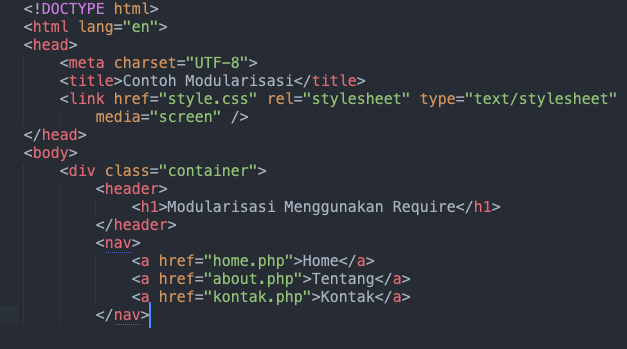 <!DOCTYPE html>
<html lang="en">
<head>
<meta charset="UTF-8">
<title>Contoh Modularisasi</title>
<link href="style.css" rel="stylesheet" type="text/stylesheet"
media="screen" />
</head>
<body>
<div class="container">
<header>
<h1>Modularisasi Menggunakan Require</h1>
</header>
<nav>
<a href="home.php">Home</a>
<a href="about.php">Tentang</a>
<a href="kontak.php">Kontak</a>
</nav>